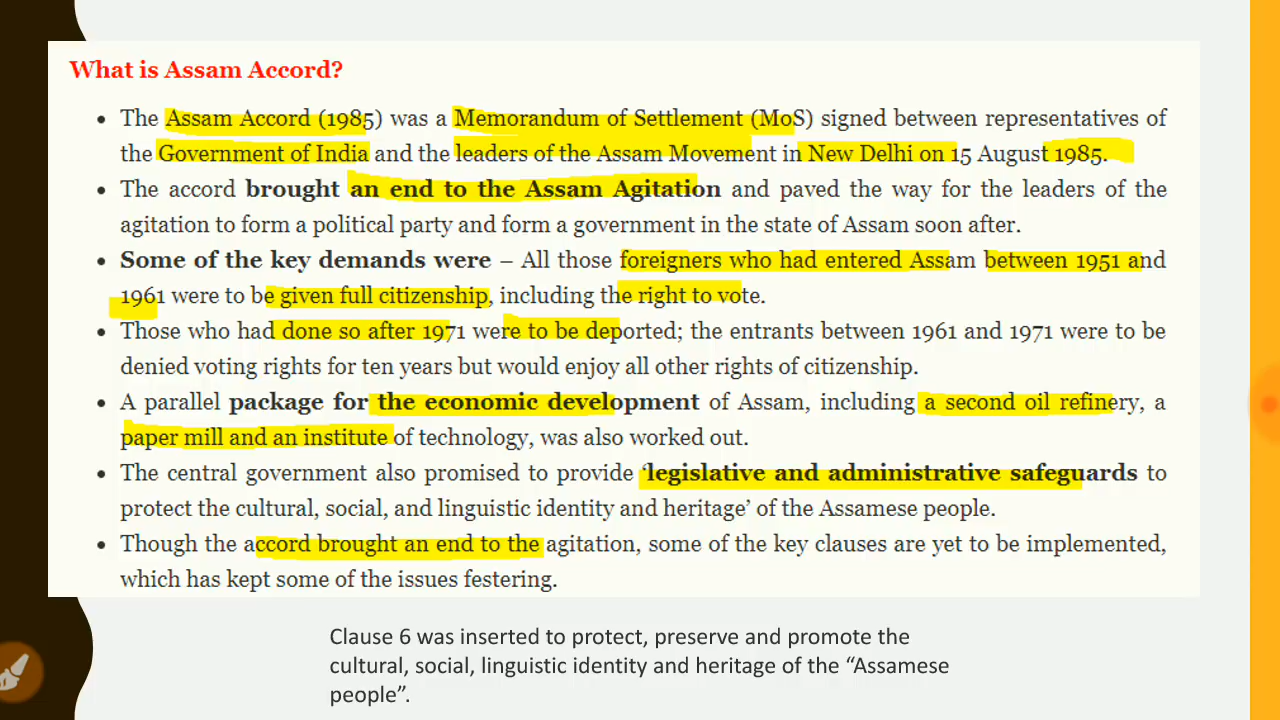 What is Assam Accord?
• The Assam Accord (1985) was a Memorandum of Settlement (MoS) signed between representatives of
the Government of India and the leaders of the Assam Movement in New Delhi on 15 August 1985.
• The accord brought an end to the Assam Agitation and paved the way for the leaders of the
agitation to form a political party and form a government in the state of Assam soon after.
• Some of the key demands were – All those foreigners who had entered Assam between 1951 and
1961 were to be given full citizenship, including the right to vote.
• Those who had done so after 1971 were to be deported; the entrants between 1961 and 1971 were to be
denied voting rights for ten years but would enjoy all other rights of citizenship.
• A parallel package for the economic development of Assam, including a second oil refinery, a
paper mill and an institute of technology, was also worked out.
• The central government also promised to provide ‘legislative and administrative safeguards to
protect the cultural, social, and linguistic identity and heritage’ of the Assamese people.
• Though the accord brought an end to the agitation, some of the key clauses are yet to be implemented,
which has kept some of the issues festering.
Clause 6 was inserted to protect, preserve and promote the
cultural, social, linguistic identity and heritage of the “Assamese
people”.